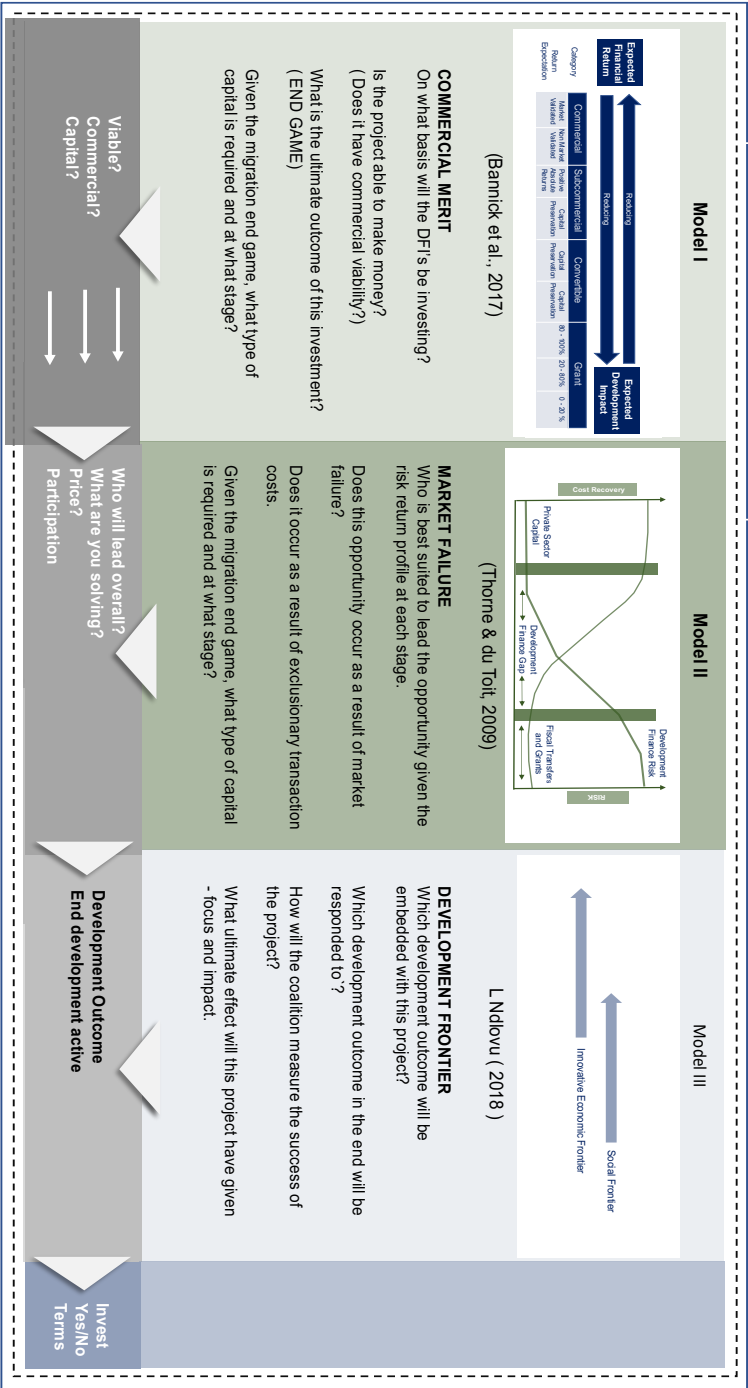 Model I
Expected
Financial
Return
Reducing
Reducing
Expected
Development
Impact
Category
Commercial
Subcommercial
Convertible
Grant
Return
Expectation
Market
Validated
Non Market
Validated
Positive
Absolute
Returns
Capital
Preservation
Capital
Preservation
Capital
Preservation
80 - 100%
20 - 80%
0 - 20 %
(Bannick et al., 2017)
COMMERCIAL MERIT
On what basis will the DFI's be investing?
Is the project able to make money?
( Does it have commercial viability?)
What is the ultimate outcome of this investment?
( END GAME)
Given the migration end game, what type of
capital is required and at what stage?
Viable?
Commercial?
Capital?
Model II
Cost Recovery
RISK
Private Sector
Capital
Development
Finance Gap
Development
Finance Risk
Fiscal Transfers
and Grants
(Thorne & du Toit, 2009)
MARKET FAILURE
Who is best suited to lead the opportunity given the
risk return profile at each stage.
Does this opportunity occur as a result of market
failure?
Does it occur as a result of exclusionary transaction
costs.
Given the migration end game, what type of capital
is required and at what stage?
Who will lead overall?
What are you solving?
Price?
Participation
Model III
Social Frontier
Innovative Economic Frontier
L Ndlovu ( 2018 )
DEVELOPMENT FRONTIER
Which development outcome will be
embedded with this project?
Which development outcome in the end will be
responded to`?
How will the coalition measure the success of
the project?
What ultimate effect will this project have given
- focus and impact.
Development Outcome
End development active
Invest
Yes/No
Terms